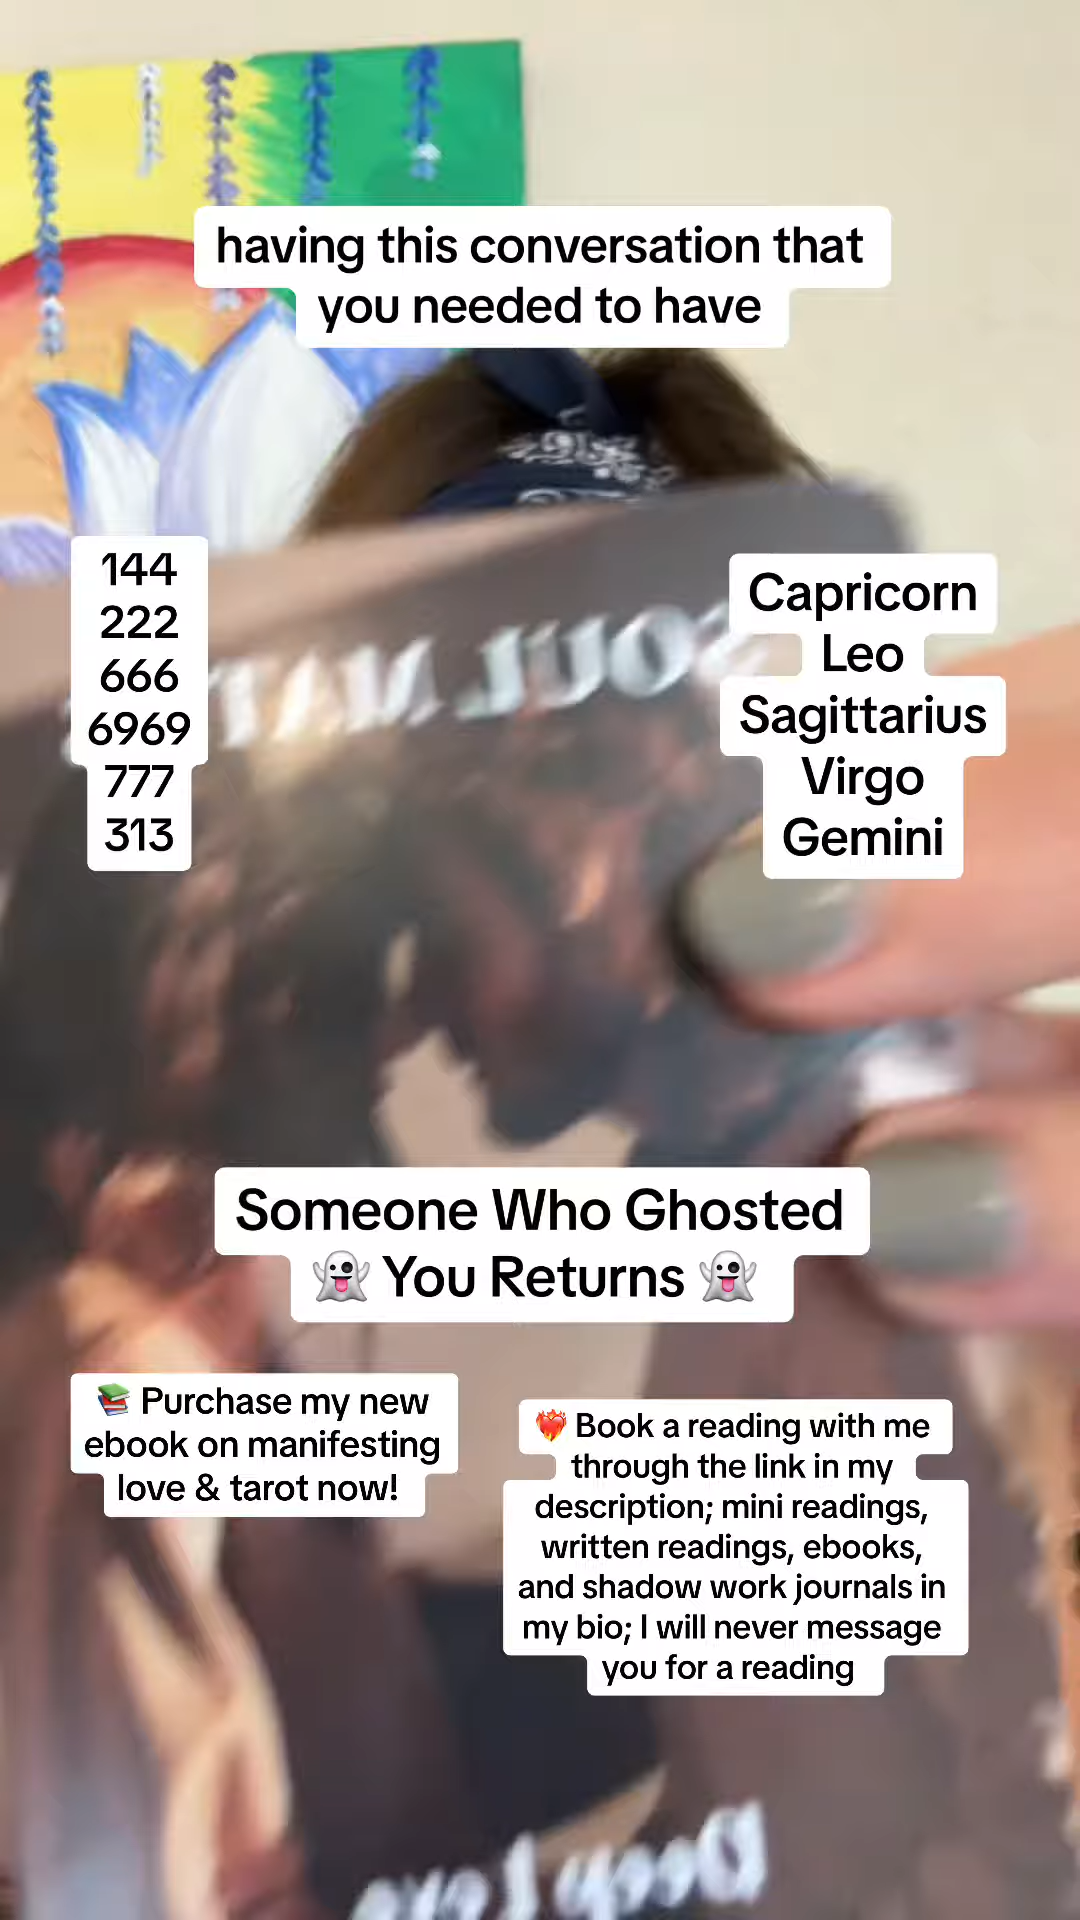 having this conversation that
you needed to have
144
222
666
6969
777
313
Capricorn
Leo
Sagittarius
Virgo
Gemini
SOUL MATES
Someone Who Ghosted
👻 You Returns 👻
📚 Purchase my new
ebook on manifesting
love & tarot now!
❤️‍🔥 Book a reading with me
through the link in my
description; mini readings,
written readings, ebooks,
and shadow work journals in
my bio; I will never message
you for a reading
Deep Love